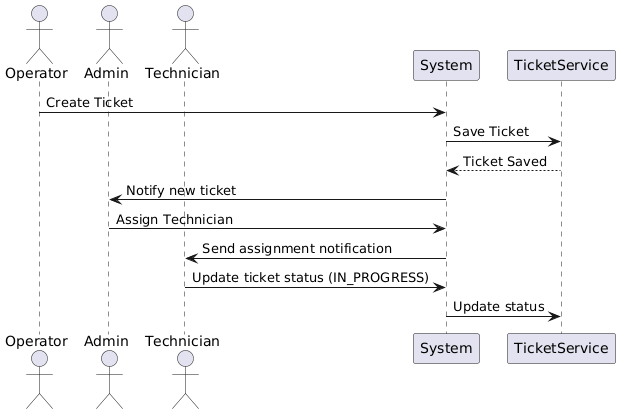 Operator Admin Technician System TicketService
Create Ticket
Save Ticket
Ticket Saved
Notify new ticket
Assign Technician
Send assignment notification
Update ticket status (IN_PROGRESS)
Update status
Operator Admin Technician System TicketService